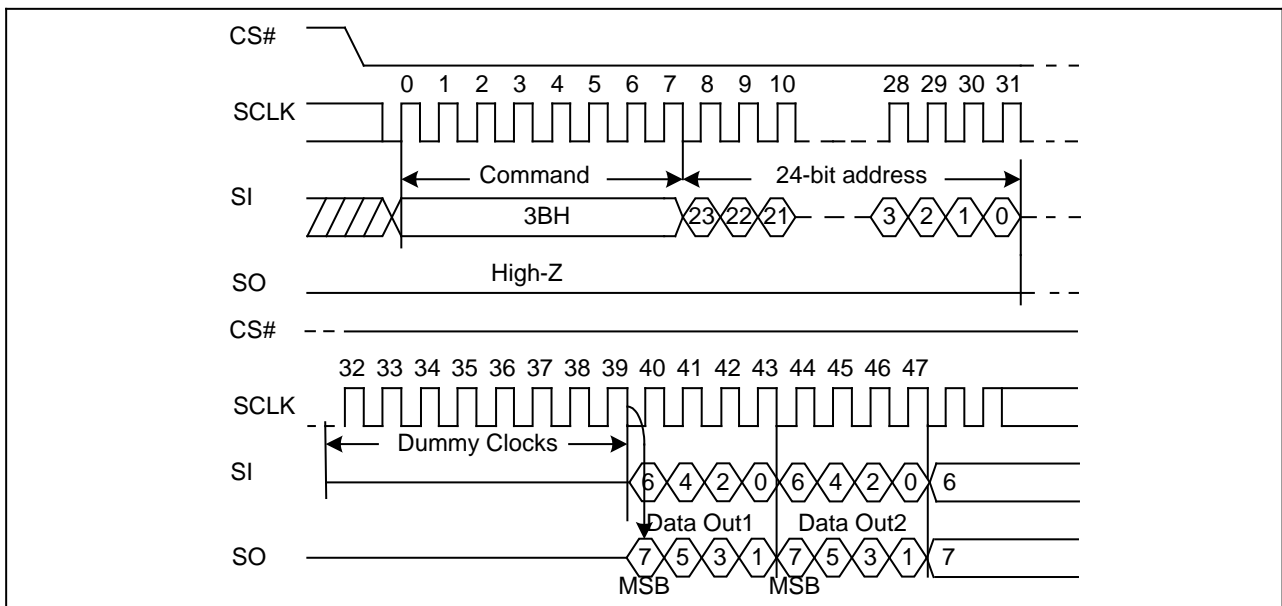 CS#
0 1 2 3 4 5 6 7 8 9 10 28 29 30 31
SCLK
Command 24-bit address
SI
3BH 23 22 21 3 2 1 0
High-Z
SO
CS#
32 33 34 35 36 37 38 39 40 41 42 43 44 45 46 47
SCLK
Dummy Clocks
SI
6 4 2 0 6 4 2 0 6
Data Out1 Data Out2
SO
7 5 3 1 7 5 3 1 7
MSB MSB